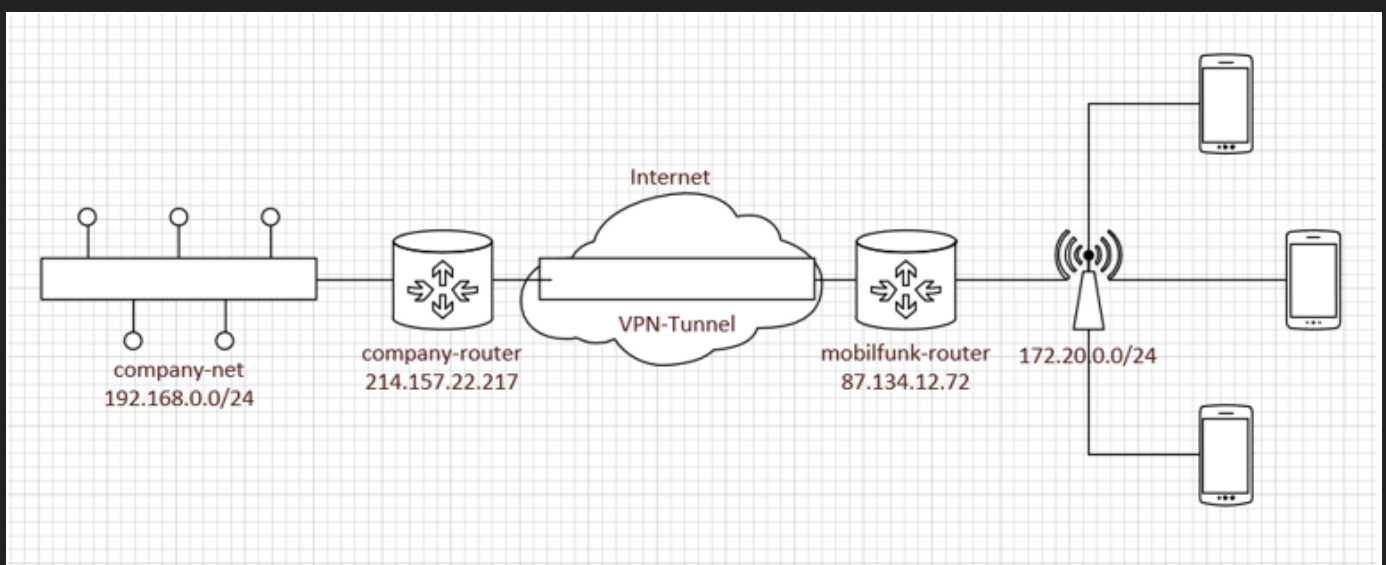 Internet
VPN-Tunnel
company-net
192.168.0.0/24
company-router
214.157.22.217
mobilfunk-router
87.134.12.72
172.20.0.0/24